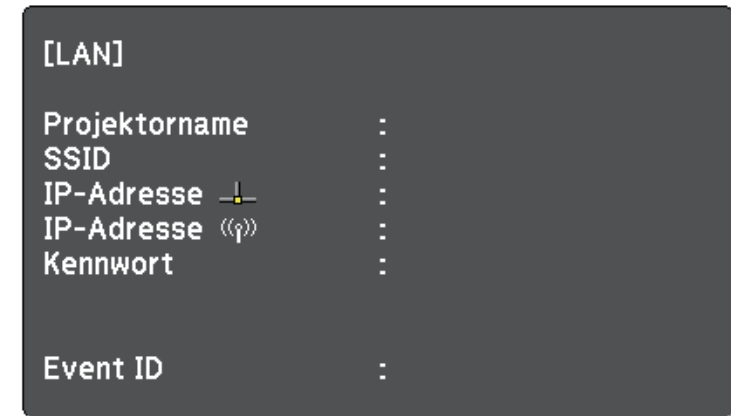 [LAN]
Projektorname :
SSID :
IP-Adresse :
IP-Adresse :
Kennwort :
Event ID :